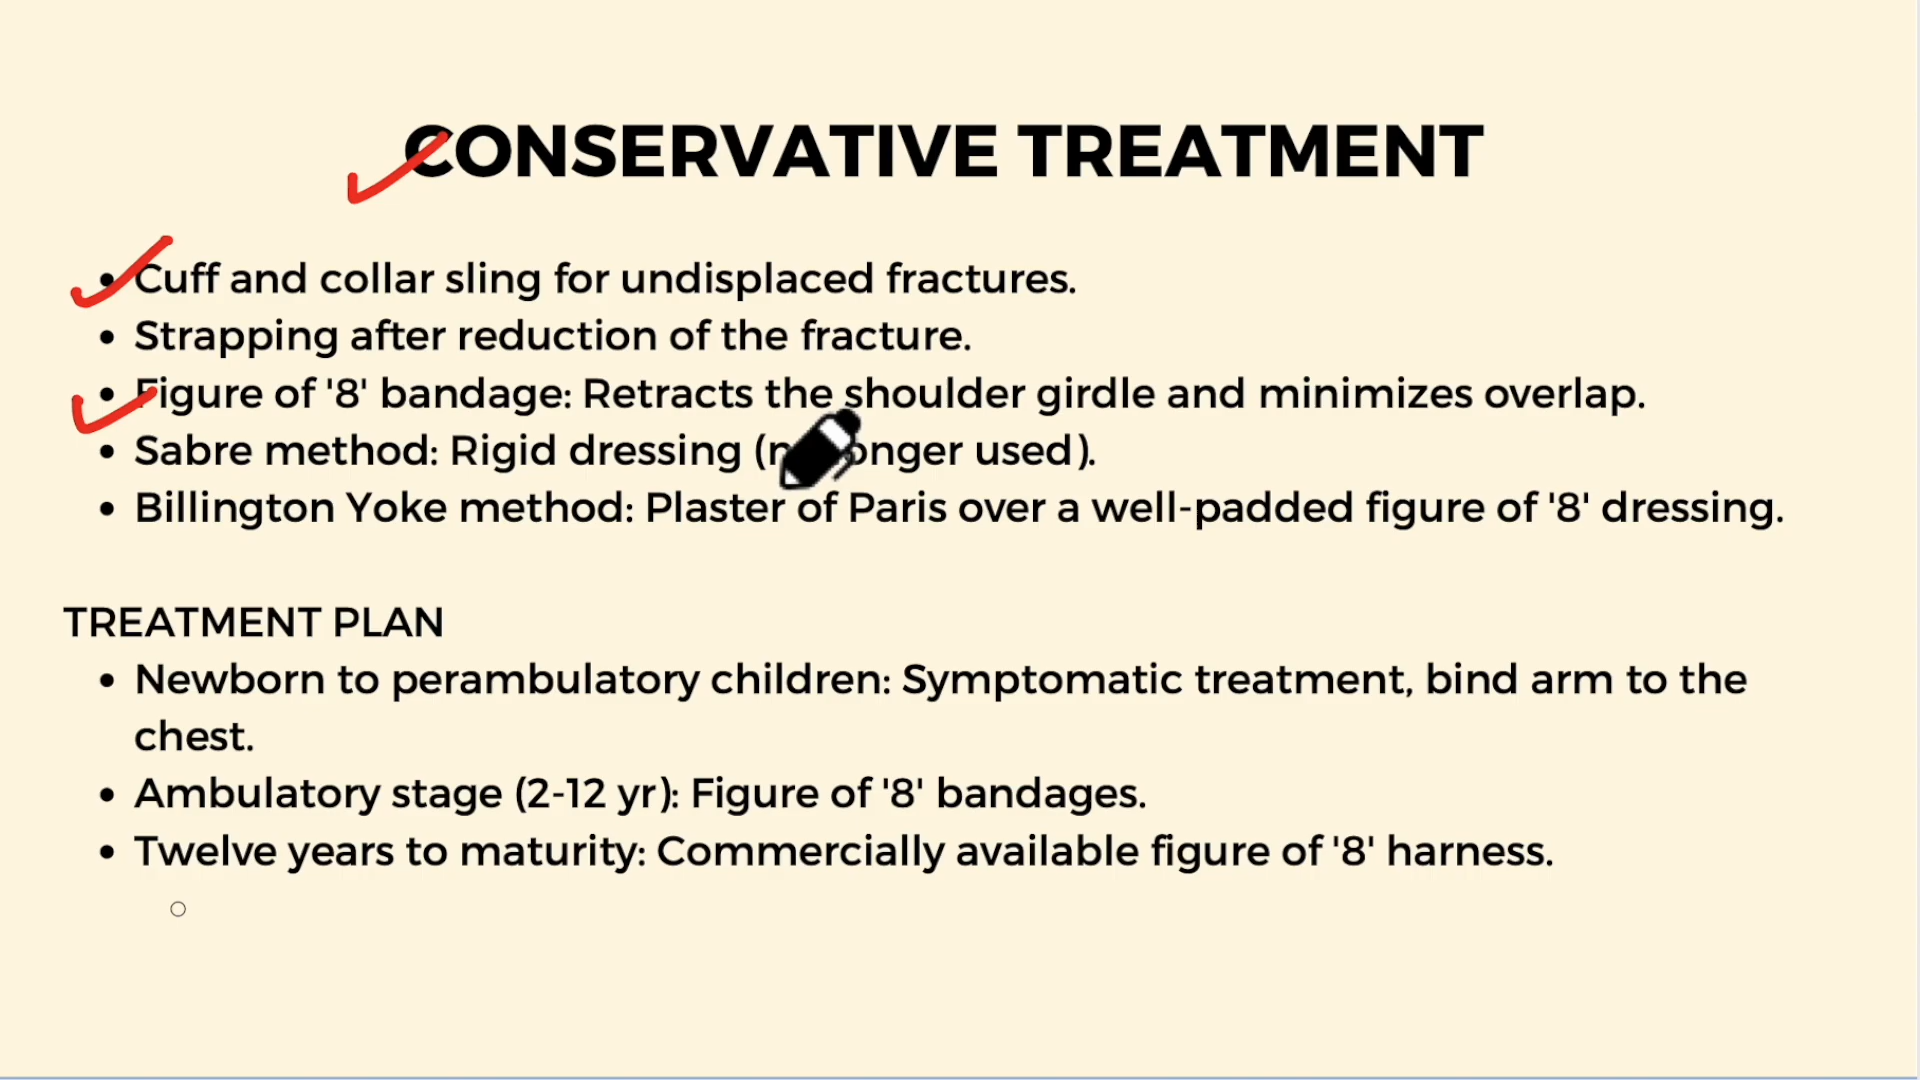 CONSERVATIVE TREATMENT
• Cuff and collar sling for undisplaced fractures.
• Strapping after reduction of the fracture.
• Figure of '8' bandage: Retracts the shoulder girdle and minimizes overlap.
• Sabre method: Rigid dressing (no longer used).
• Billington Yoke method: Plaster of Paris over a well-padded figure of '8' dressing.
TREATMENT PLAN
• Newborn to perambulatory children: Symptomatic treatment, bind arm to the
chest.
• Ambulatory stage (2-12 yr): Figure of '8' bandages.
• Twelve years to maturity: Commercially available figure of '8' harness.